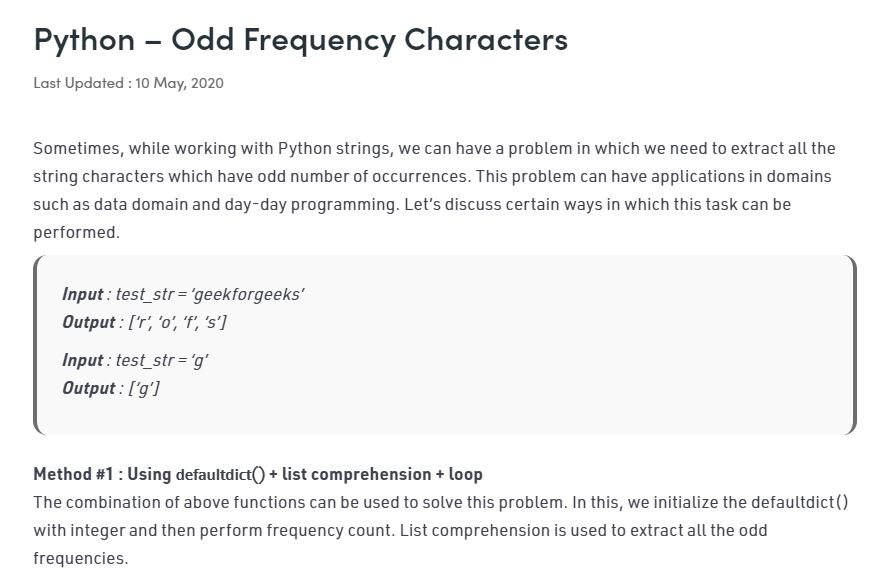 Python – Odd Frequency Characters
Last Updated : 10 May, 2020
Sometimes, while working with Python strings, we can have a problem in which we need to extract all the
string characters which have odd number of occurrences. This problem can have applications in domains
such as data domain and day-day programming. Let’s discuss certain ways in which this task can be
performed.
Input : test_str = ‘geekforgeeks’
Output : [‘r’, ‘o’, ‘f’, ‘s’]
Input : test_str = ‘g’
Output : [‘g’]
Method #1 : Using defaultdict() + list comprehension + loop
The combination of above functions can be used to solve this problem. In this, we initialize the defaultdict()
with integer and then perform frequency count. List comprehension is used to extract all the odd
frequencies.